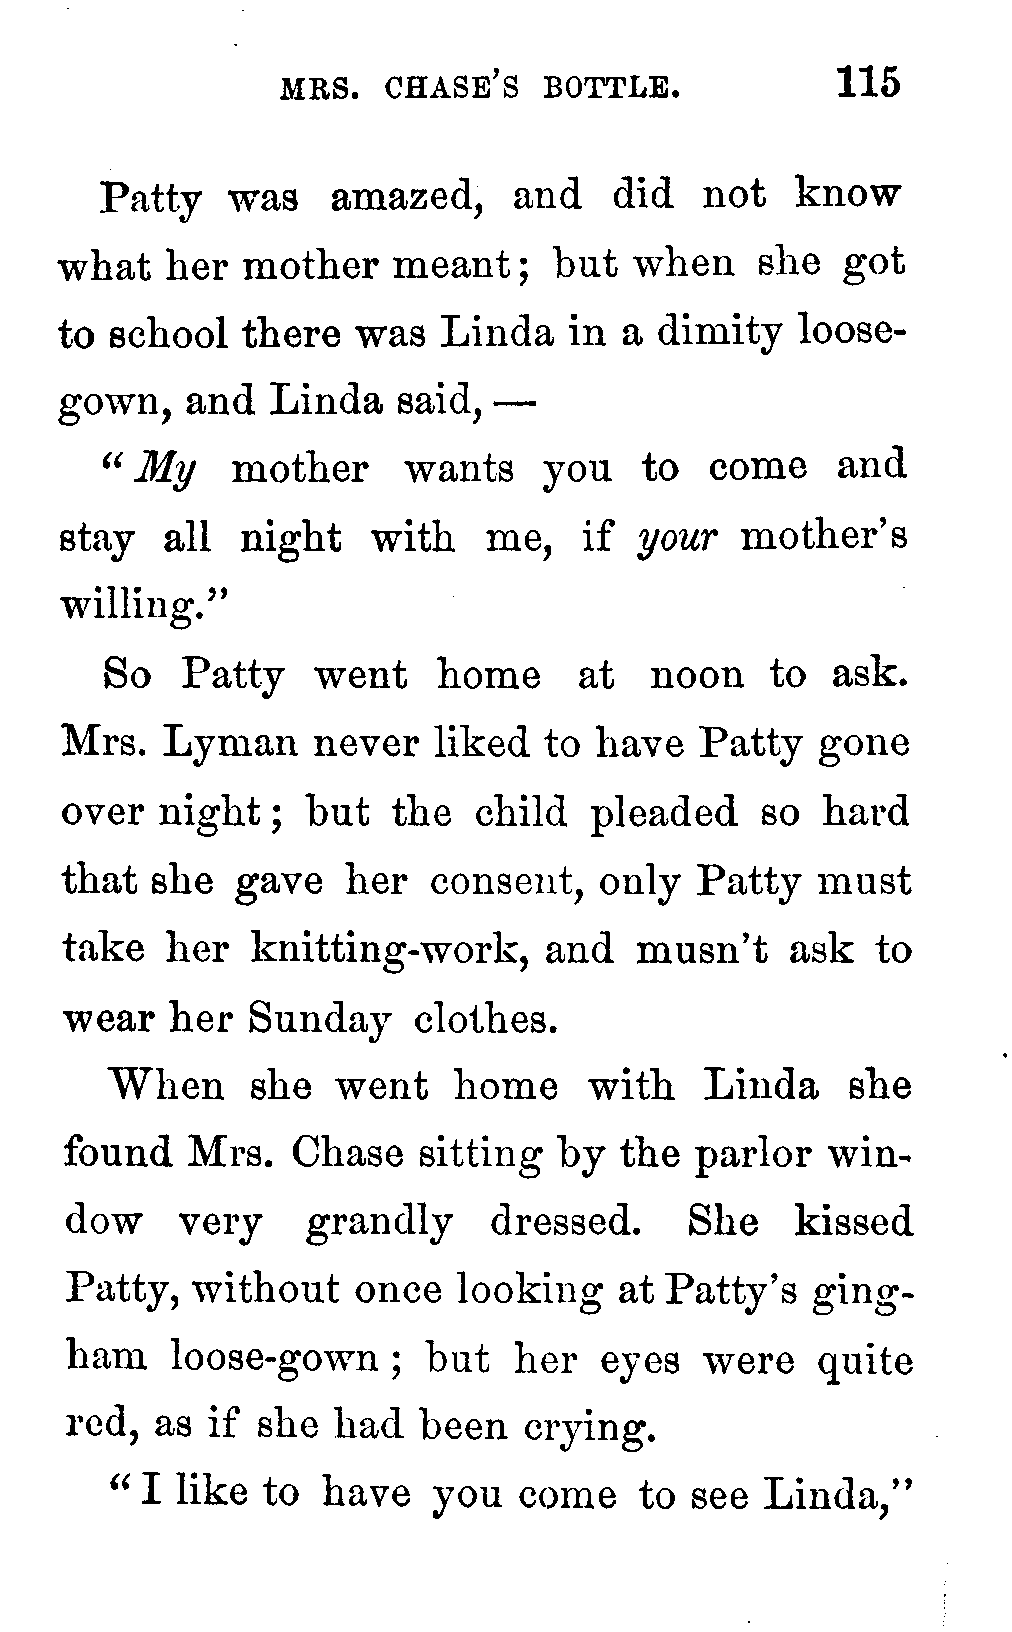 MRS. CHASE'S BOTTLE. 115
Patty was amazed, and did not know
what her mother meant; but when she got
to school there was Linda in a dimity loose-
gown, and Linda said, —
"My mother wants you to come and
stay all night with me, if your mother's
willing."
So Patty went home at noon to ask.
Mrs. Lyman never liked to have Patty gone
over night; but the child pleaded so hard
that she gave her consent, only Patty must
take her knitting-work, and musn't ask to
wear her Sunday clothes.
When she went home with Linda she
found Mrs. Chase sitting by the parlor win-
dow very grandly dressed. She kissed
Patty, without once looking at Patty's ging-
ham loose-gown; but her eyes were quite
red, as if she had been crying.
"I like to have you come to see Linda,"